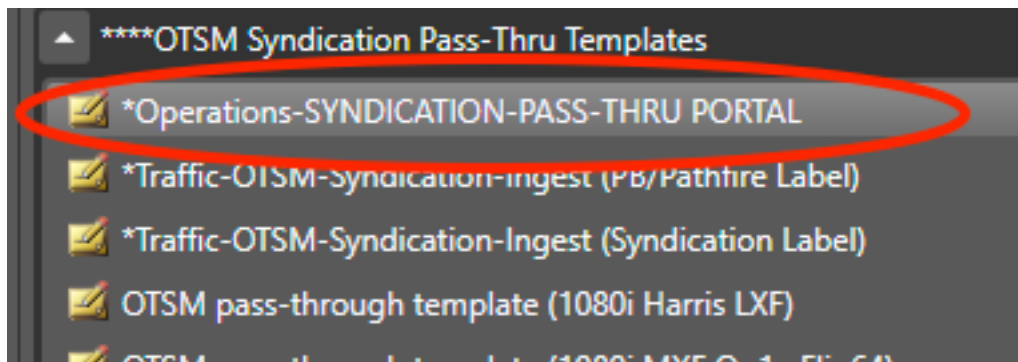 ****OTSM Syndication Pass-Thru Templates
*Operations-SYNDICATION-PASS-THRU PORTAL
*Traffic-OTSM-Syndication-Ingest (PB/Pathfire Label)
*Traffic-OTSM-Syndication-Ingest (Syndication Label)
OTSM pass-through template (1080i Harris LXF)